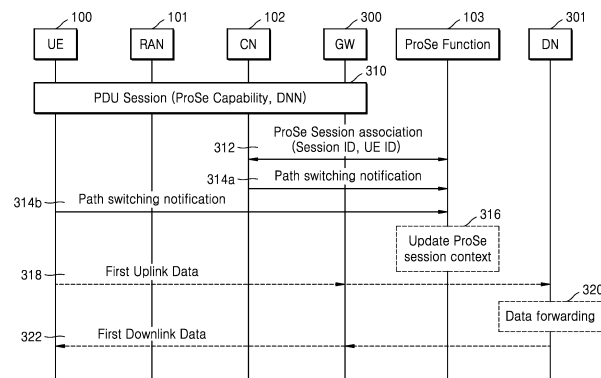 100
101
102
300
103
301
UE
RAN
CN
GW
ProSe Function
DN
310
PDU Session (ProSe Capability, DNN)
312
ProSe Session association
(Session ID, UE ID)
314a
Path switching notification
314b
Path switching notification
316
Update ProSe
session context
318
First Uplink Data
320
Data forwarding
322
First Downlink Data